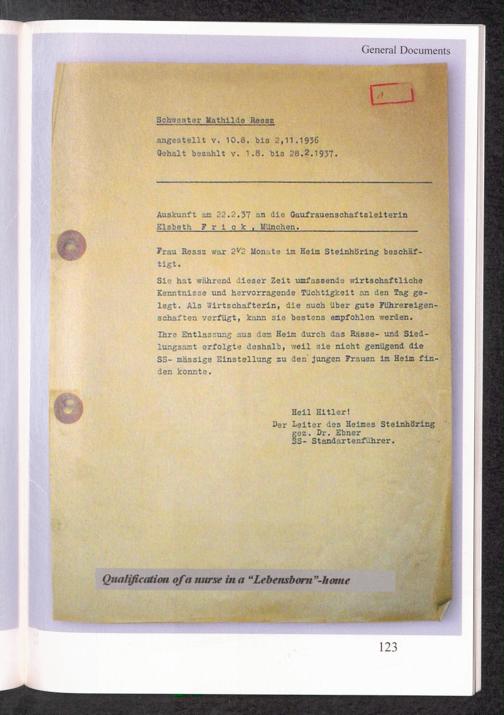 General Documents
Schwester Mathilde Ressz
angestellt v. 10.8. bis 2,11.1936
Gehalt bezahlt v. 1.8. bis 28.2.1937.
Auskunft am 22.2.37 an die Gaufrauenschaftsleiterin
Elsbeth F r i c k , München.
Frau Ressz war 2 1/2 Monate im Heim Steinhöring beschäf-
tigt.
Sie hat während dieser Zeit umfassende wirtschaftliche
Kenntnisse und hervorragende Tüchtigkeit an den Tag ge-
legt. Als Wirtschafterin, die auch über gute Führereigen-
schaften verfügt, kann sie bestens empfohlen werden.
Ihre Entlassung aus dem Heim durch das Rasse- und Sied-
lungsamt erfolgte deshalb, weil sie nicht genügend die
SS- mässige Einstellung zu den jungen Frauen im Heim fin-
den konnte.
Heil Hitler!
Der Leiter des Heimes Steinhöring
gez. Dr. Ebner
SS- Standartenführer.
Qualification of a nurse in a "Lebensborn"-home
123